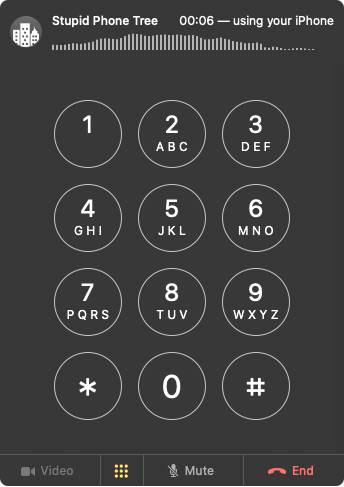 Stupid Phone Tree 00:06 — using your iPhone
1 2 3
ABC DEF
4 5 6
GHI JKL MNO
7 8 9
PQRS TUV WXYZ
* 0 #
Video Mute End